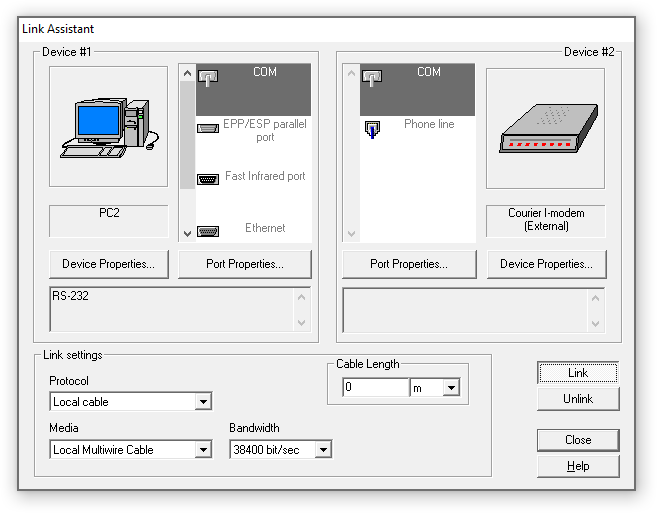 Link Assistant
Device #1
COM
EPP/ESP parallel
port
Fast Infrared port
Ethernet
PC2
Device Properties...
Port Properties...
RS-232
Device #2
COM
Phone line
Courier I-modem
(External)
Port Properties...
Device Properties...
Link settings
Protocol
Local cable
Cable Length
0
m
Media
Local Multiwire Cable
Bandwidth
38400 bit/sec
Link
Unlink
Close
Help